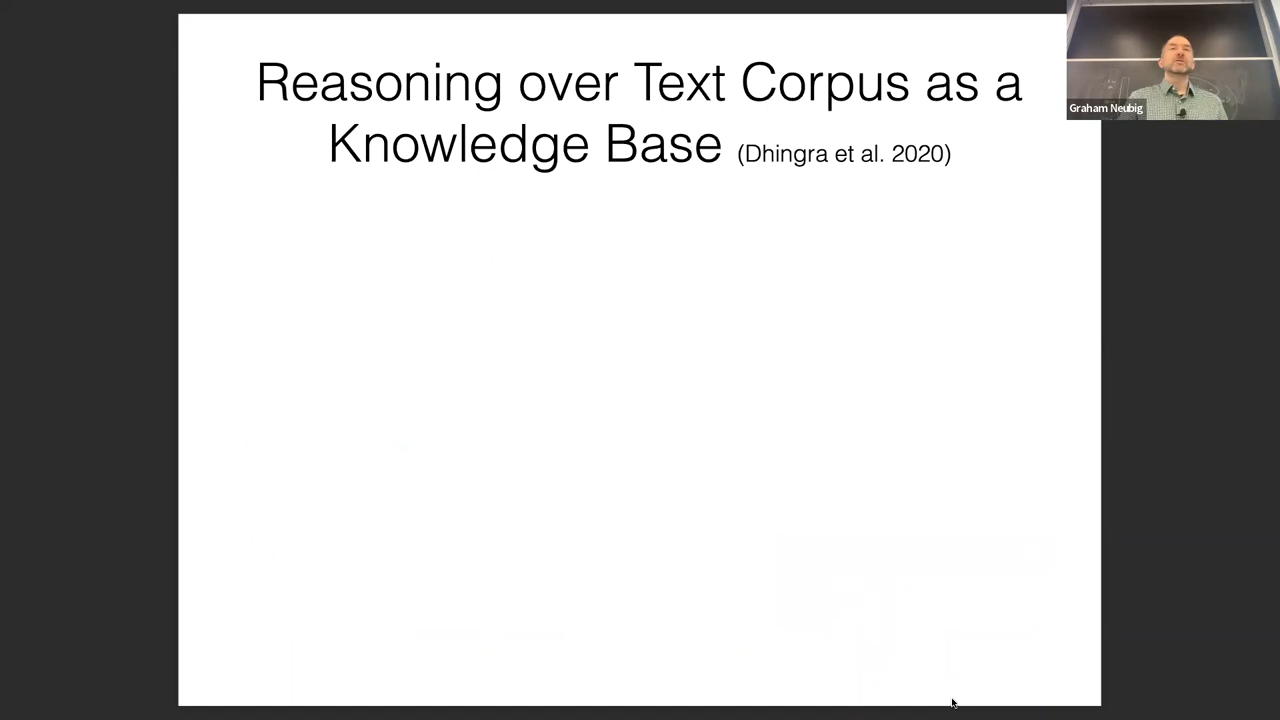 Reasoning over Text Corpus as a
Knowledge Base (Dhingra et al. 2020)
Graham Neubig